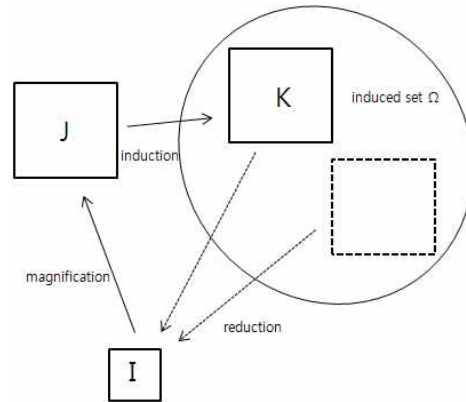 K
induced set Ω
J
induction
magnification
reduction
I